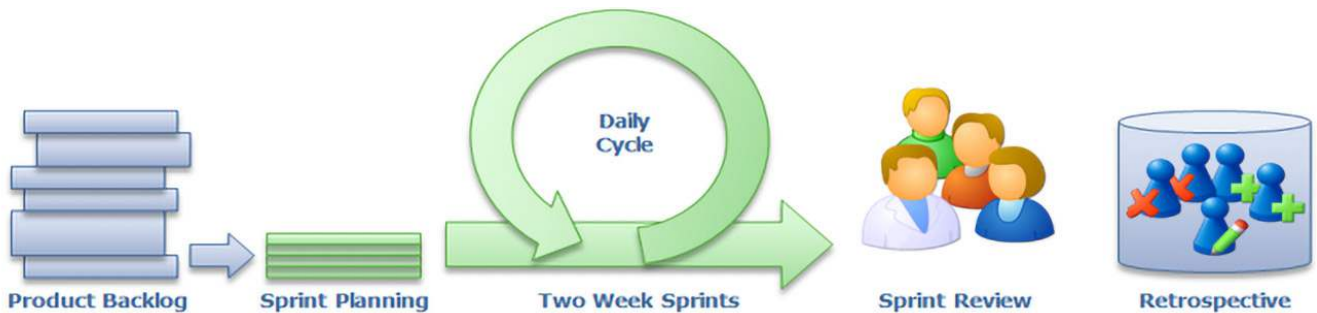 Daily
Cycle
Product Backlog
Sprint Planning
Two Week Sprints
Sprint Review
Retrospective